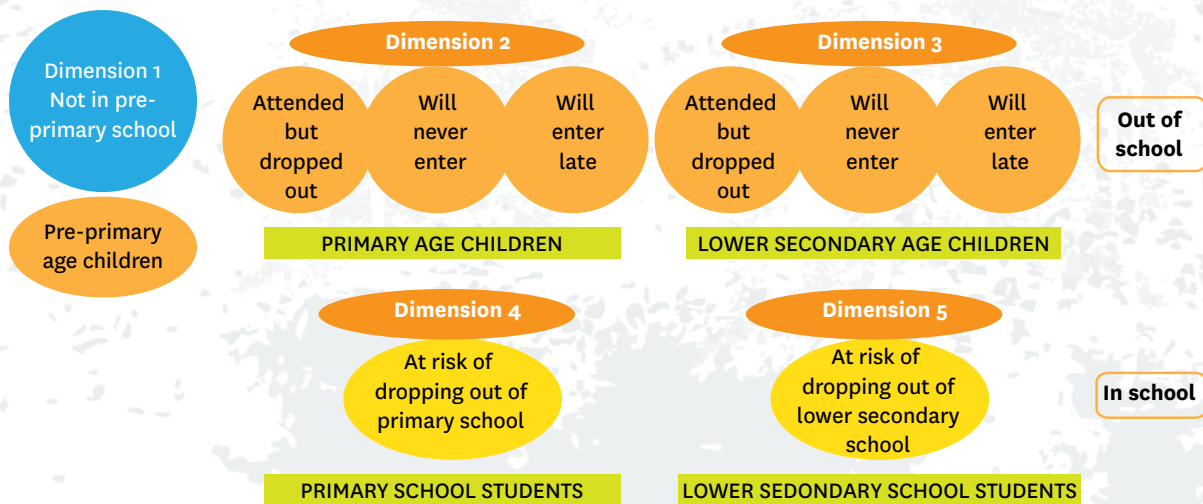 Dimension 1
Not in pre-
primary school
Pre-primary
age children
Dimension 2
Attended
but
dropped
out
Will
never
enter
Will
enter
late
PRIMARY AGE CHILDREN
Dimension 3
Attended
but
dropped
out
Will
never
enter
Will
enter
late
LOWER SECONDARY AGE CHILDREN
Out of
school
Dimension 4
At risk of
dropping out of
primary school
PRIMARY SCHOOL STUDENTS
Dimension 5
At risk of
dropping out of
lower secondary
school
LOWER SEDONDARY SCHOOL STUDENTS
In school